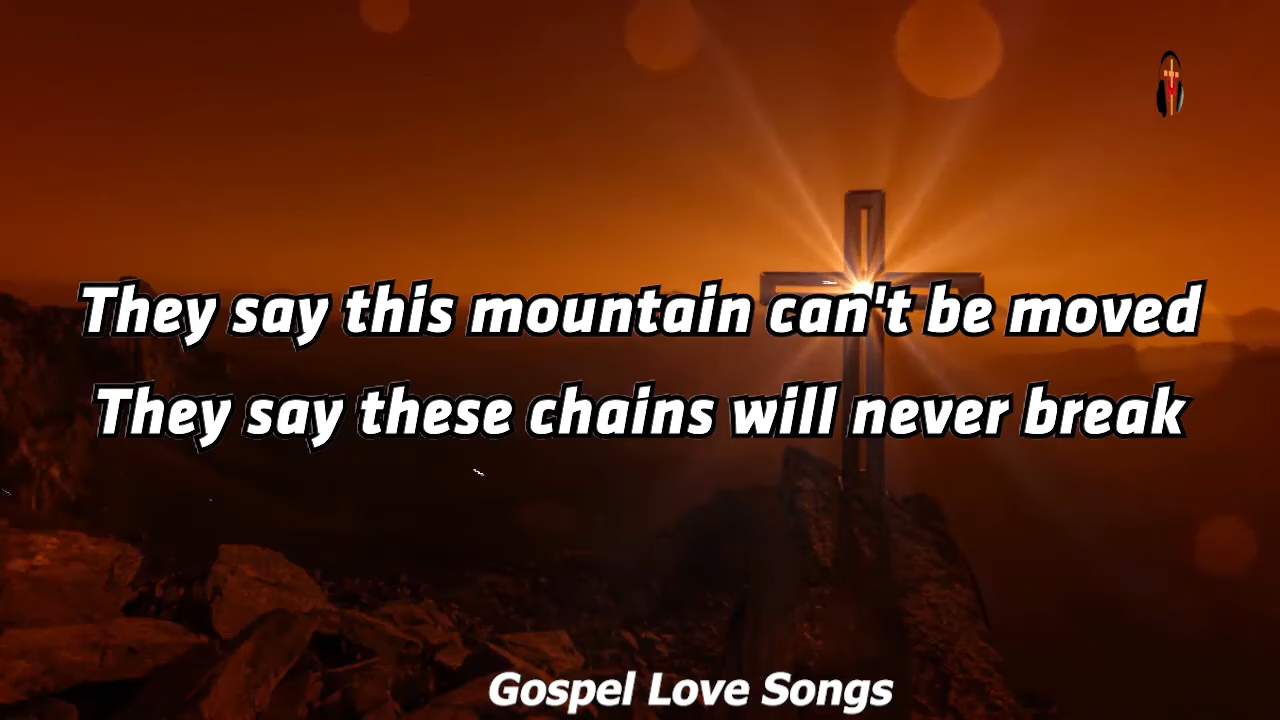 They say this mountain can't be moved
They say these chains will never break
Gospel Love Songs